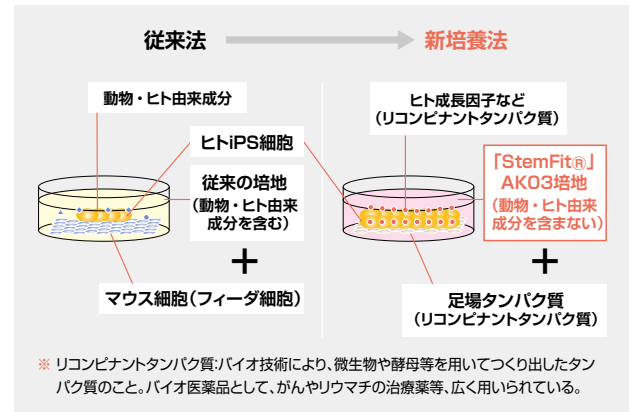 従来法
新培養法
動物・ヒト由来成分
ヒトiPS細胞
従来の培地
(動物・ヒト由来
成分を含む)
+
マウス細胞(フィーダ細胞)
ヒト成長因子など
(リコンビナントタンパク質)
「StemFit®」
AK03培地
(動物・ヒト由来
成分を含まない)
+
足場タンパク質
(リコンビナントタンパク質)
※ リコンビナントタンパク質:バイオ技術により、微生物や酵母等を用いてつくり出したタン
パク質のこと。バイオ医薬品として、がんやリウマチの治療薬等、広く用いられている。